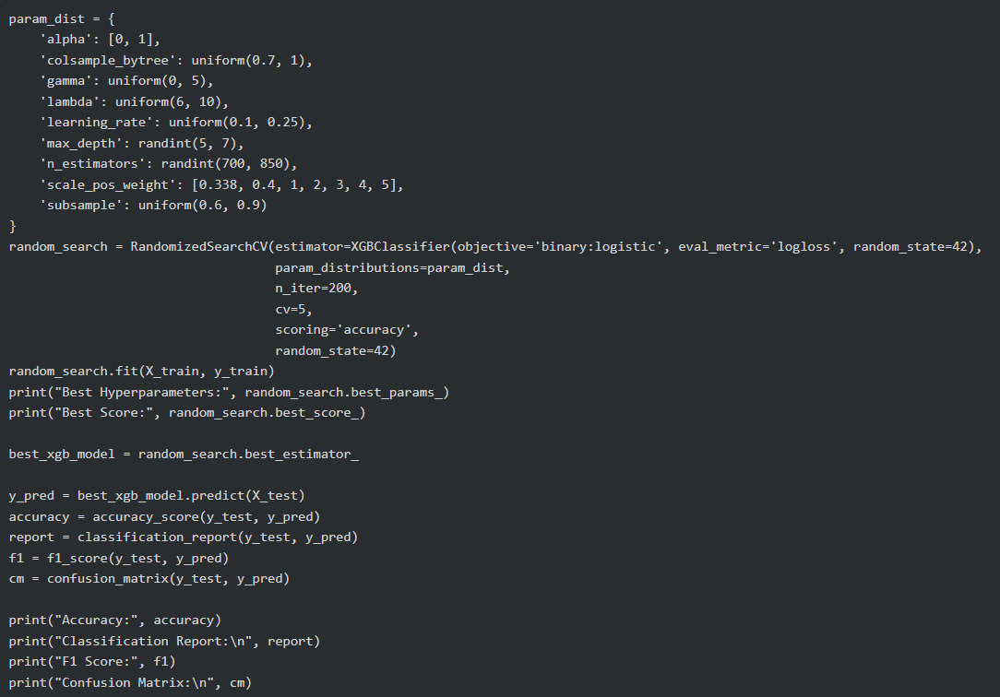 param_dist = {
    'alpha': [0, 1],
    'colsample_bytree': uniform(0.7, 1),
    'gamma': uniform(0, 5),
    'lambda': uniform(6, 10),
    'learning_rate': uniform(0.1, 0.25),
    'max_depth': randint(5, 7),
    'n_estimators': randint(700, 850),
    'scale_pos_weight': [0.338, 0.4, 1, 2, 3, 4, 5],
    'subsample': uniform(0.6, 0.9)
}
random_search = RandomizedSearchCV(estimator=XGBClassifier(objective='binary:logistic', eval_metric='logloss', random_state=42),
                                   param_distributions=param_dist,
                                   n_iter=200,
                                   cv=5,
                                   scoring='accuracy',
                                   random_state=42)
random_search.fit(X_train, y_train)
print("Best Hyperparameters:", random_search.best_params_)
print("Best Score:", random_search.best_score_)

best_xgb_model = random_search.best_estimator_

y_pred = best_xgb_model.predict(X_test)
accuracy = accuracy_score(y_test, y_pred)
report = classification_report(y_test, y_pred)
f1 = f1_score(y_test, y_pred)
cm = confusion_matrix(y_test, y_pred)

print("Accuracy:", accuracy)
print("Classification Report:\n", report)
print("F1 Score:", f1)
print("Confusion Matrix:\n", cm)